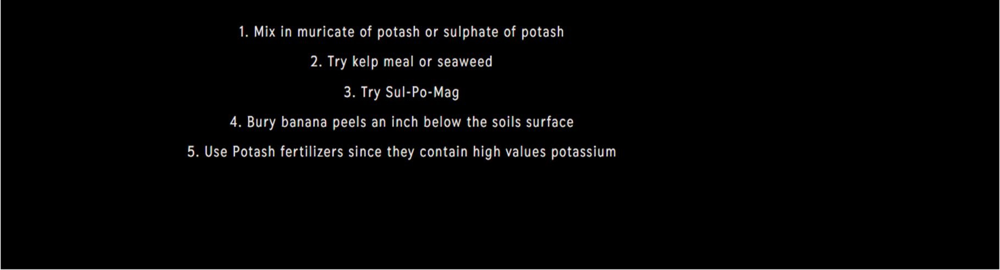 1. Mix in muricate of potash or sulphate of potash
2. Try kelp meal or seaweed
3. Try Sul-Po-Mag
4. Bury banana peels an inch below the soils surface
5. Use Potash fertilizers since they contain high values potassium